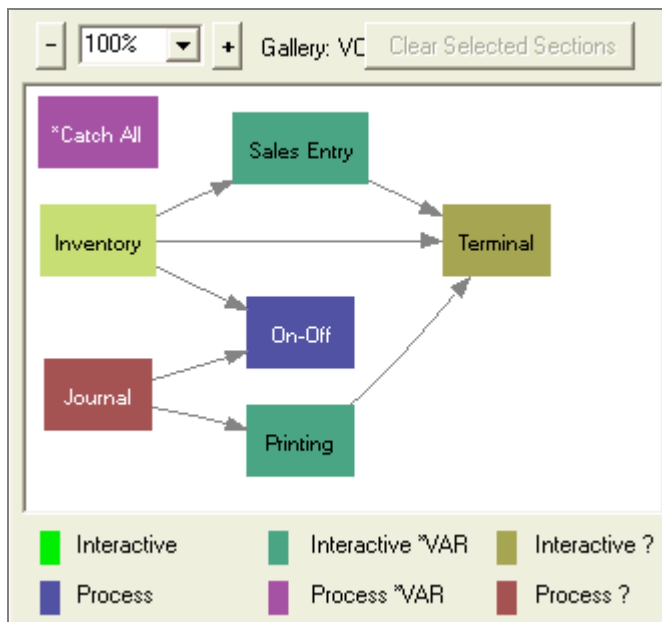 - 100% + Gallery: VC Clear Selected Sections
*Catch All
Sales Entry
Inventory
Terminal
On-Off
Journal
Printing
Interactive
Interactive *VAR
Interactive ?
Process
Process *VAR
Process ?